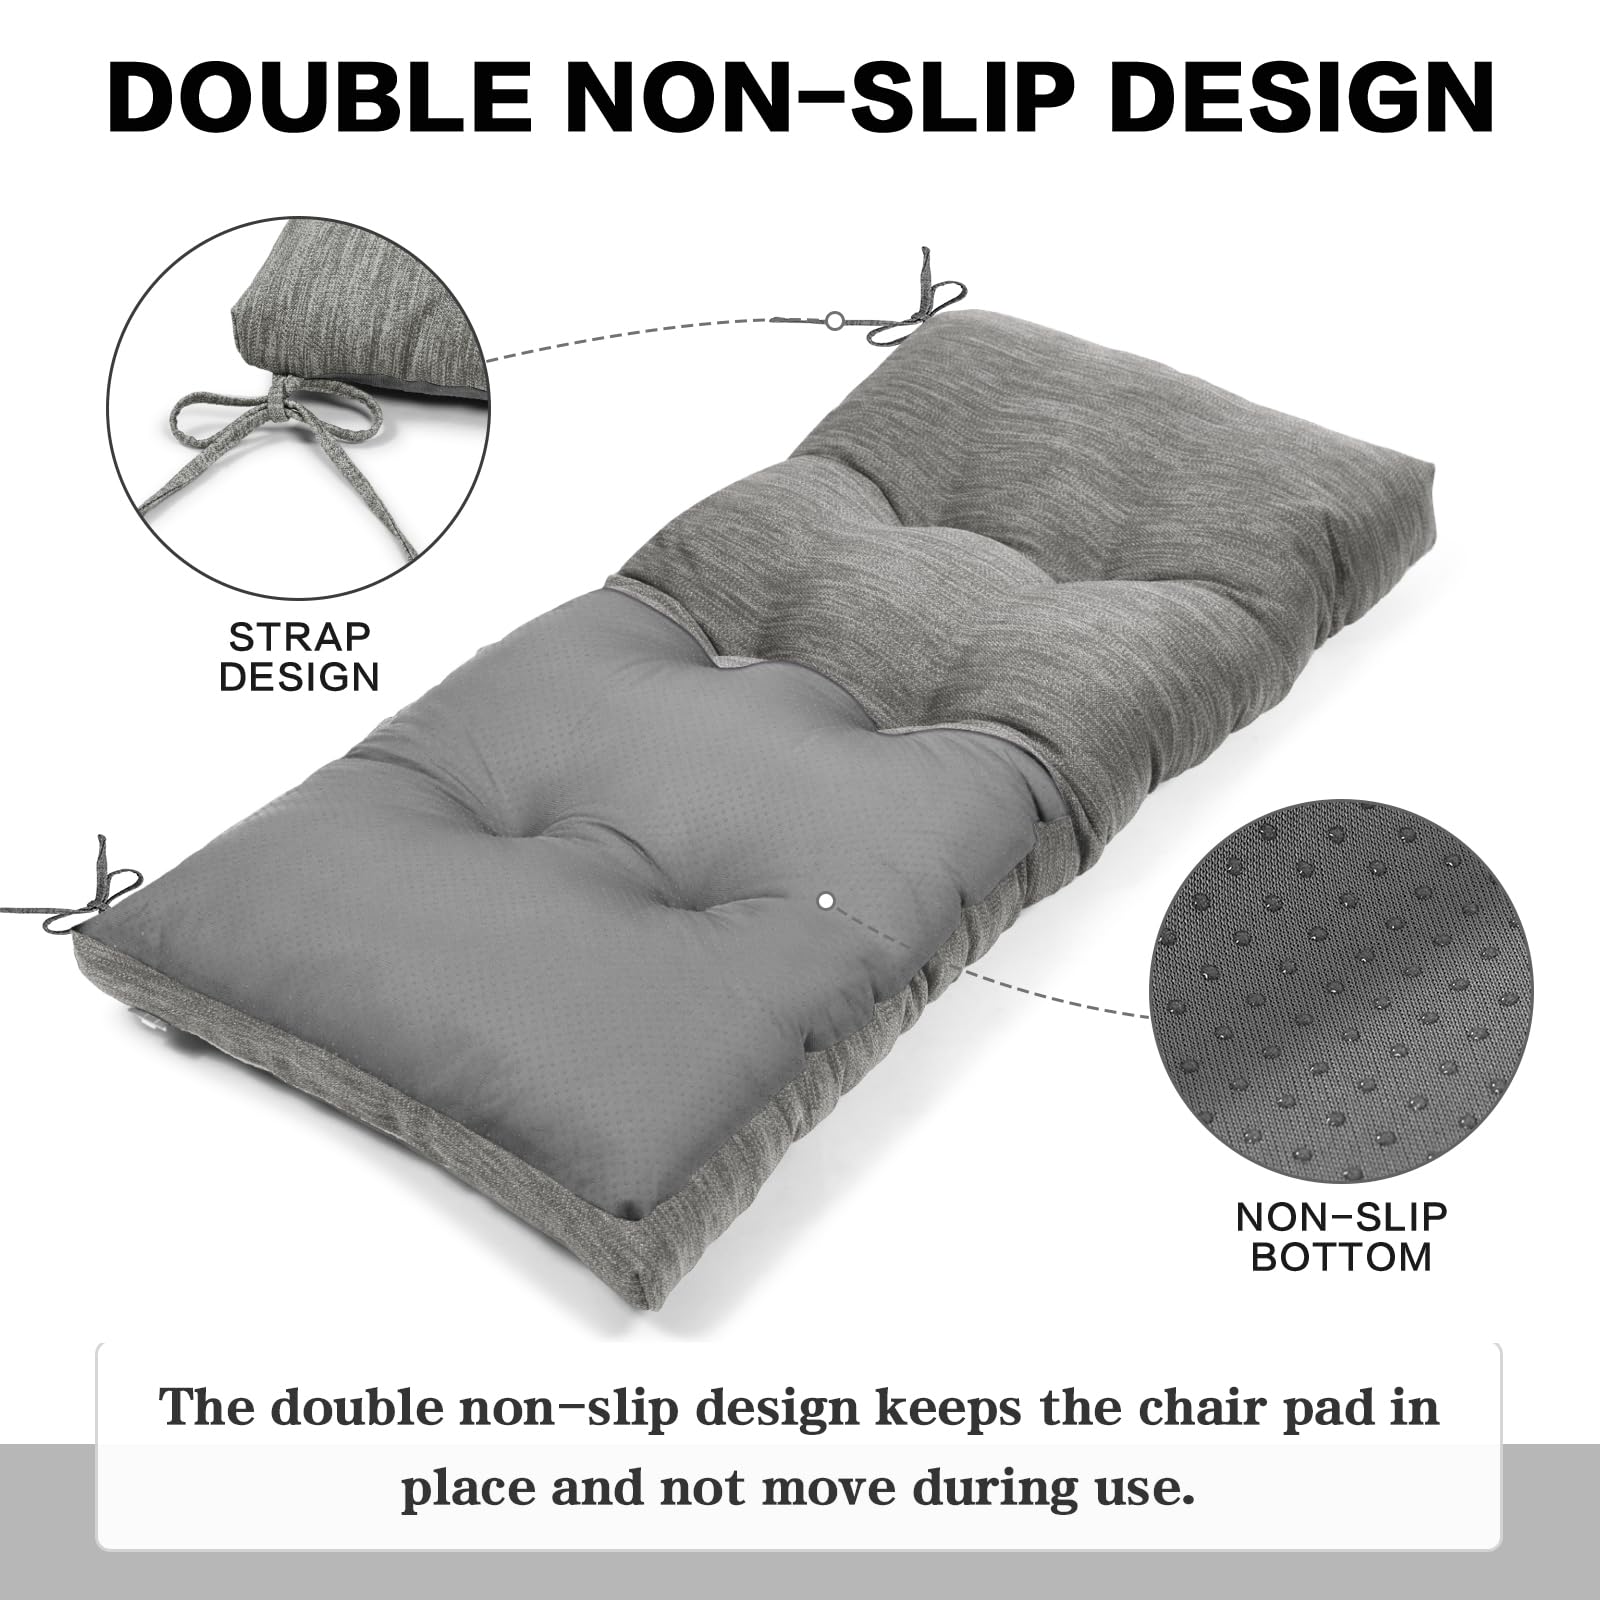 DOUBLE NON-SLIP DESIGN
STRAP
DESIGN
NON-SLIP
BOTTOM
The double non-slip design keeps the chair pad in
place and not move during use.